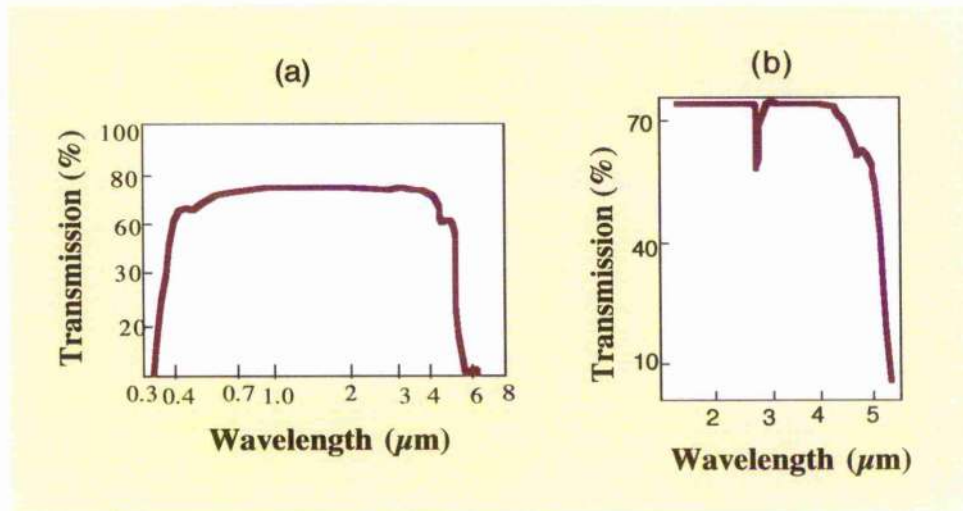 (a)
100
80
60
30
20
0.3 0.4 0.7 1.0 2 3 4 6 8
Transmission (%)
Wavelength (µm)
(b)
70
40
10
2 3 4 5
Transmission (%)
Wavelength (µm)